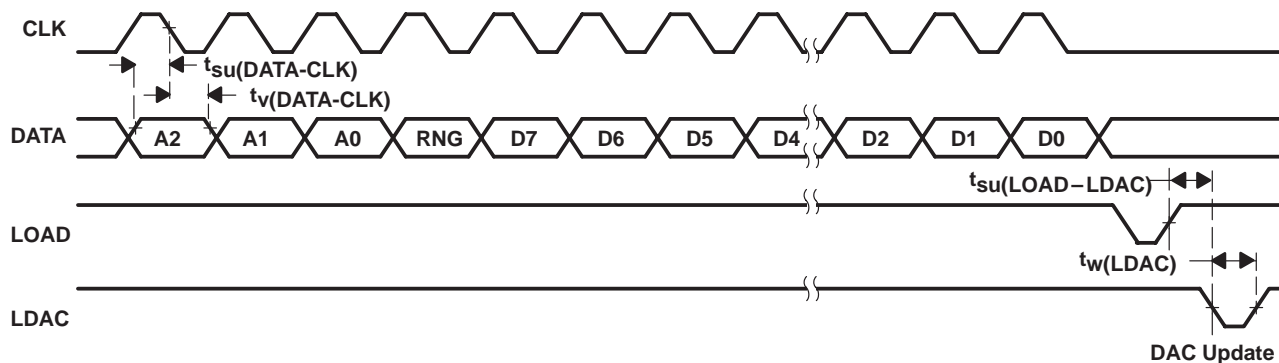 CLK
tsu(DATA-CLK)
tv(DATA-CLK)
DATA
A2 A1 A0 RNG D7 D6 D5 D4 D2 D1 D0
tsu(LOAD–LDAC)
LOAD
tw(LDAC)
LDAC
DAC Update